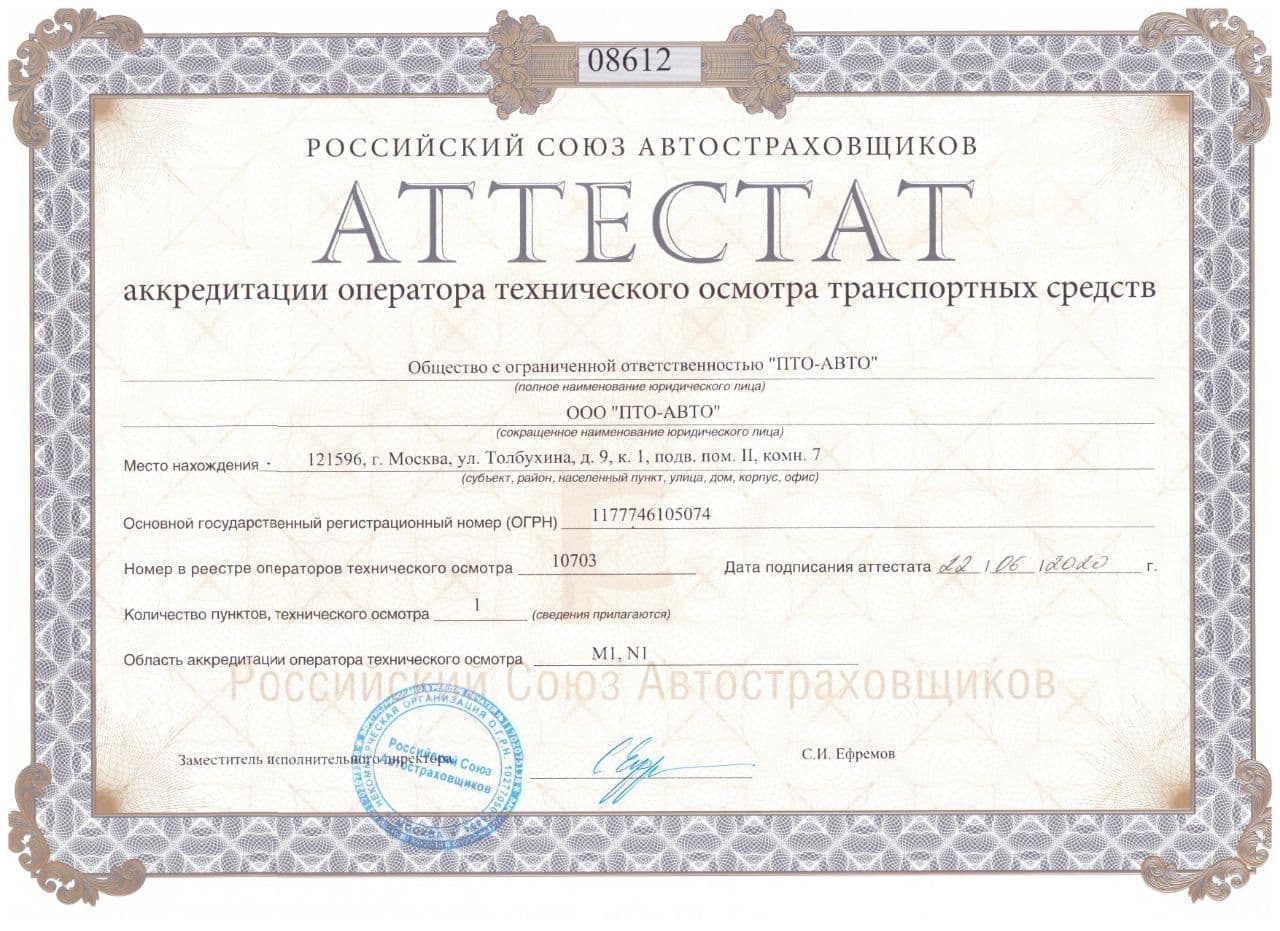 08612
РОССИЙСКИЙ СОЮЗ АВТОСТРАХОВЩИКОВ
АТТЕСТАТ
аккредитации оператора технического осмотра транспортных средств
Общество с ограниченной ответственностью "ПТО-АВТО"
(полное наименование юридического лица)
ООО "ПТО-АВТО"
(сокращенное наименование юридического лица)
Место нахождения 121596, г. Москва, ул. Толбухина, д. 9, к. 1, подв. пом. II, комн. 7
(субъект, район, населенный пункт, улица, дом, корпус, офис)
Основной государственный регистрационный номер (ОГРН) 1177746105074
Номер в реестре операторов технического осмотра 10703 Дата подписания аттестата 22 / 06 / 2020 г.
Количество пунктов, технического осмотра 1 (сведения прилагаются)
Область аккредитации оператора технического осмотра M1, N1
Российский Союз Автостраховщиков
НЕКОММЕРЧЕСКАЯ ОРГАНИЗАЦИЯ О.Г.Р.Н.
Российский Союз
Автостраховщиков
Заместитель исполнительного директора С.И. Ефремов